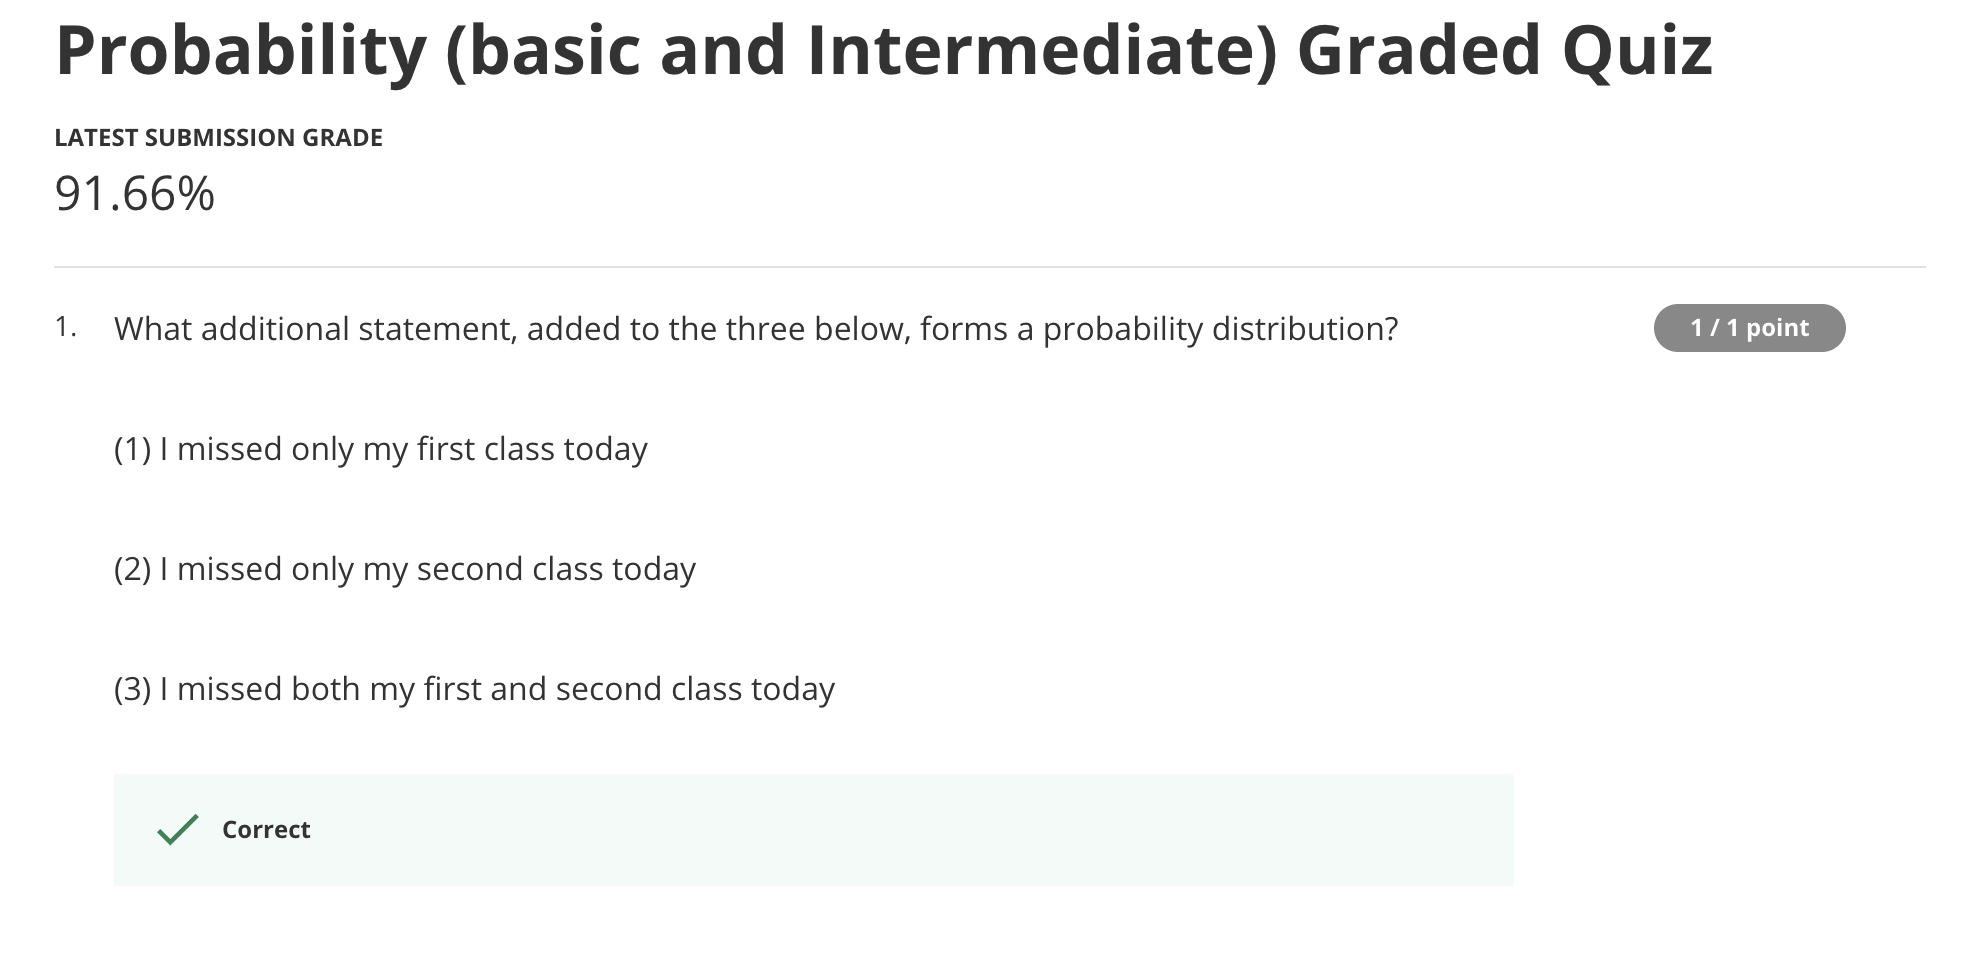 Probability (basic and Intermediate) Graded Quiz
LATEST SUBMISSION GRADE
91.66%
1. What additional statement, added to the three below, forms a probability distribution?
1 / 1 point
(1) I missed only my first class today
(2) I missed only my second class today
(3) I missed both my first and second class today
Correct